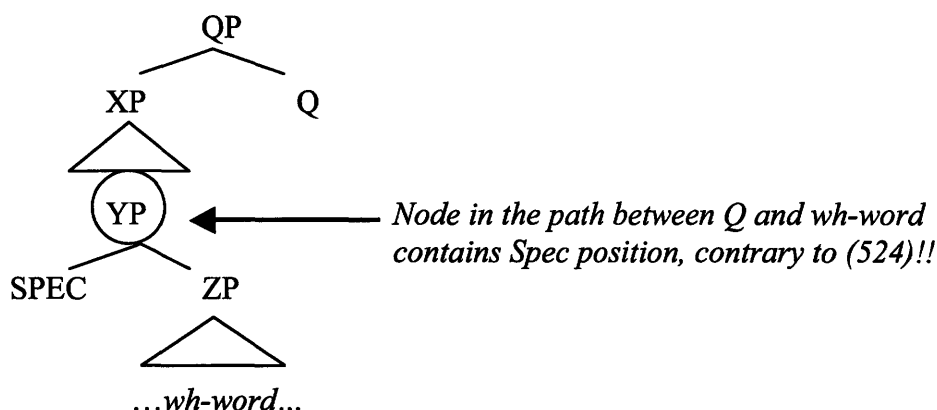 QP
XP Q
YP
Node in the path between Q and wh-word
contains Spec position, contrary to (524)!!
SPEC ZP
...wh-word...